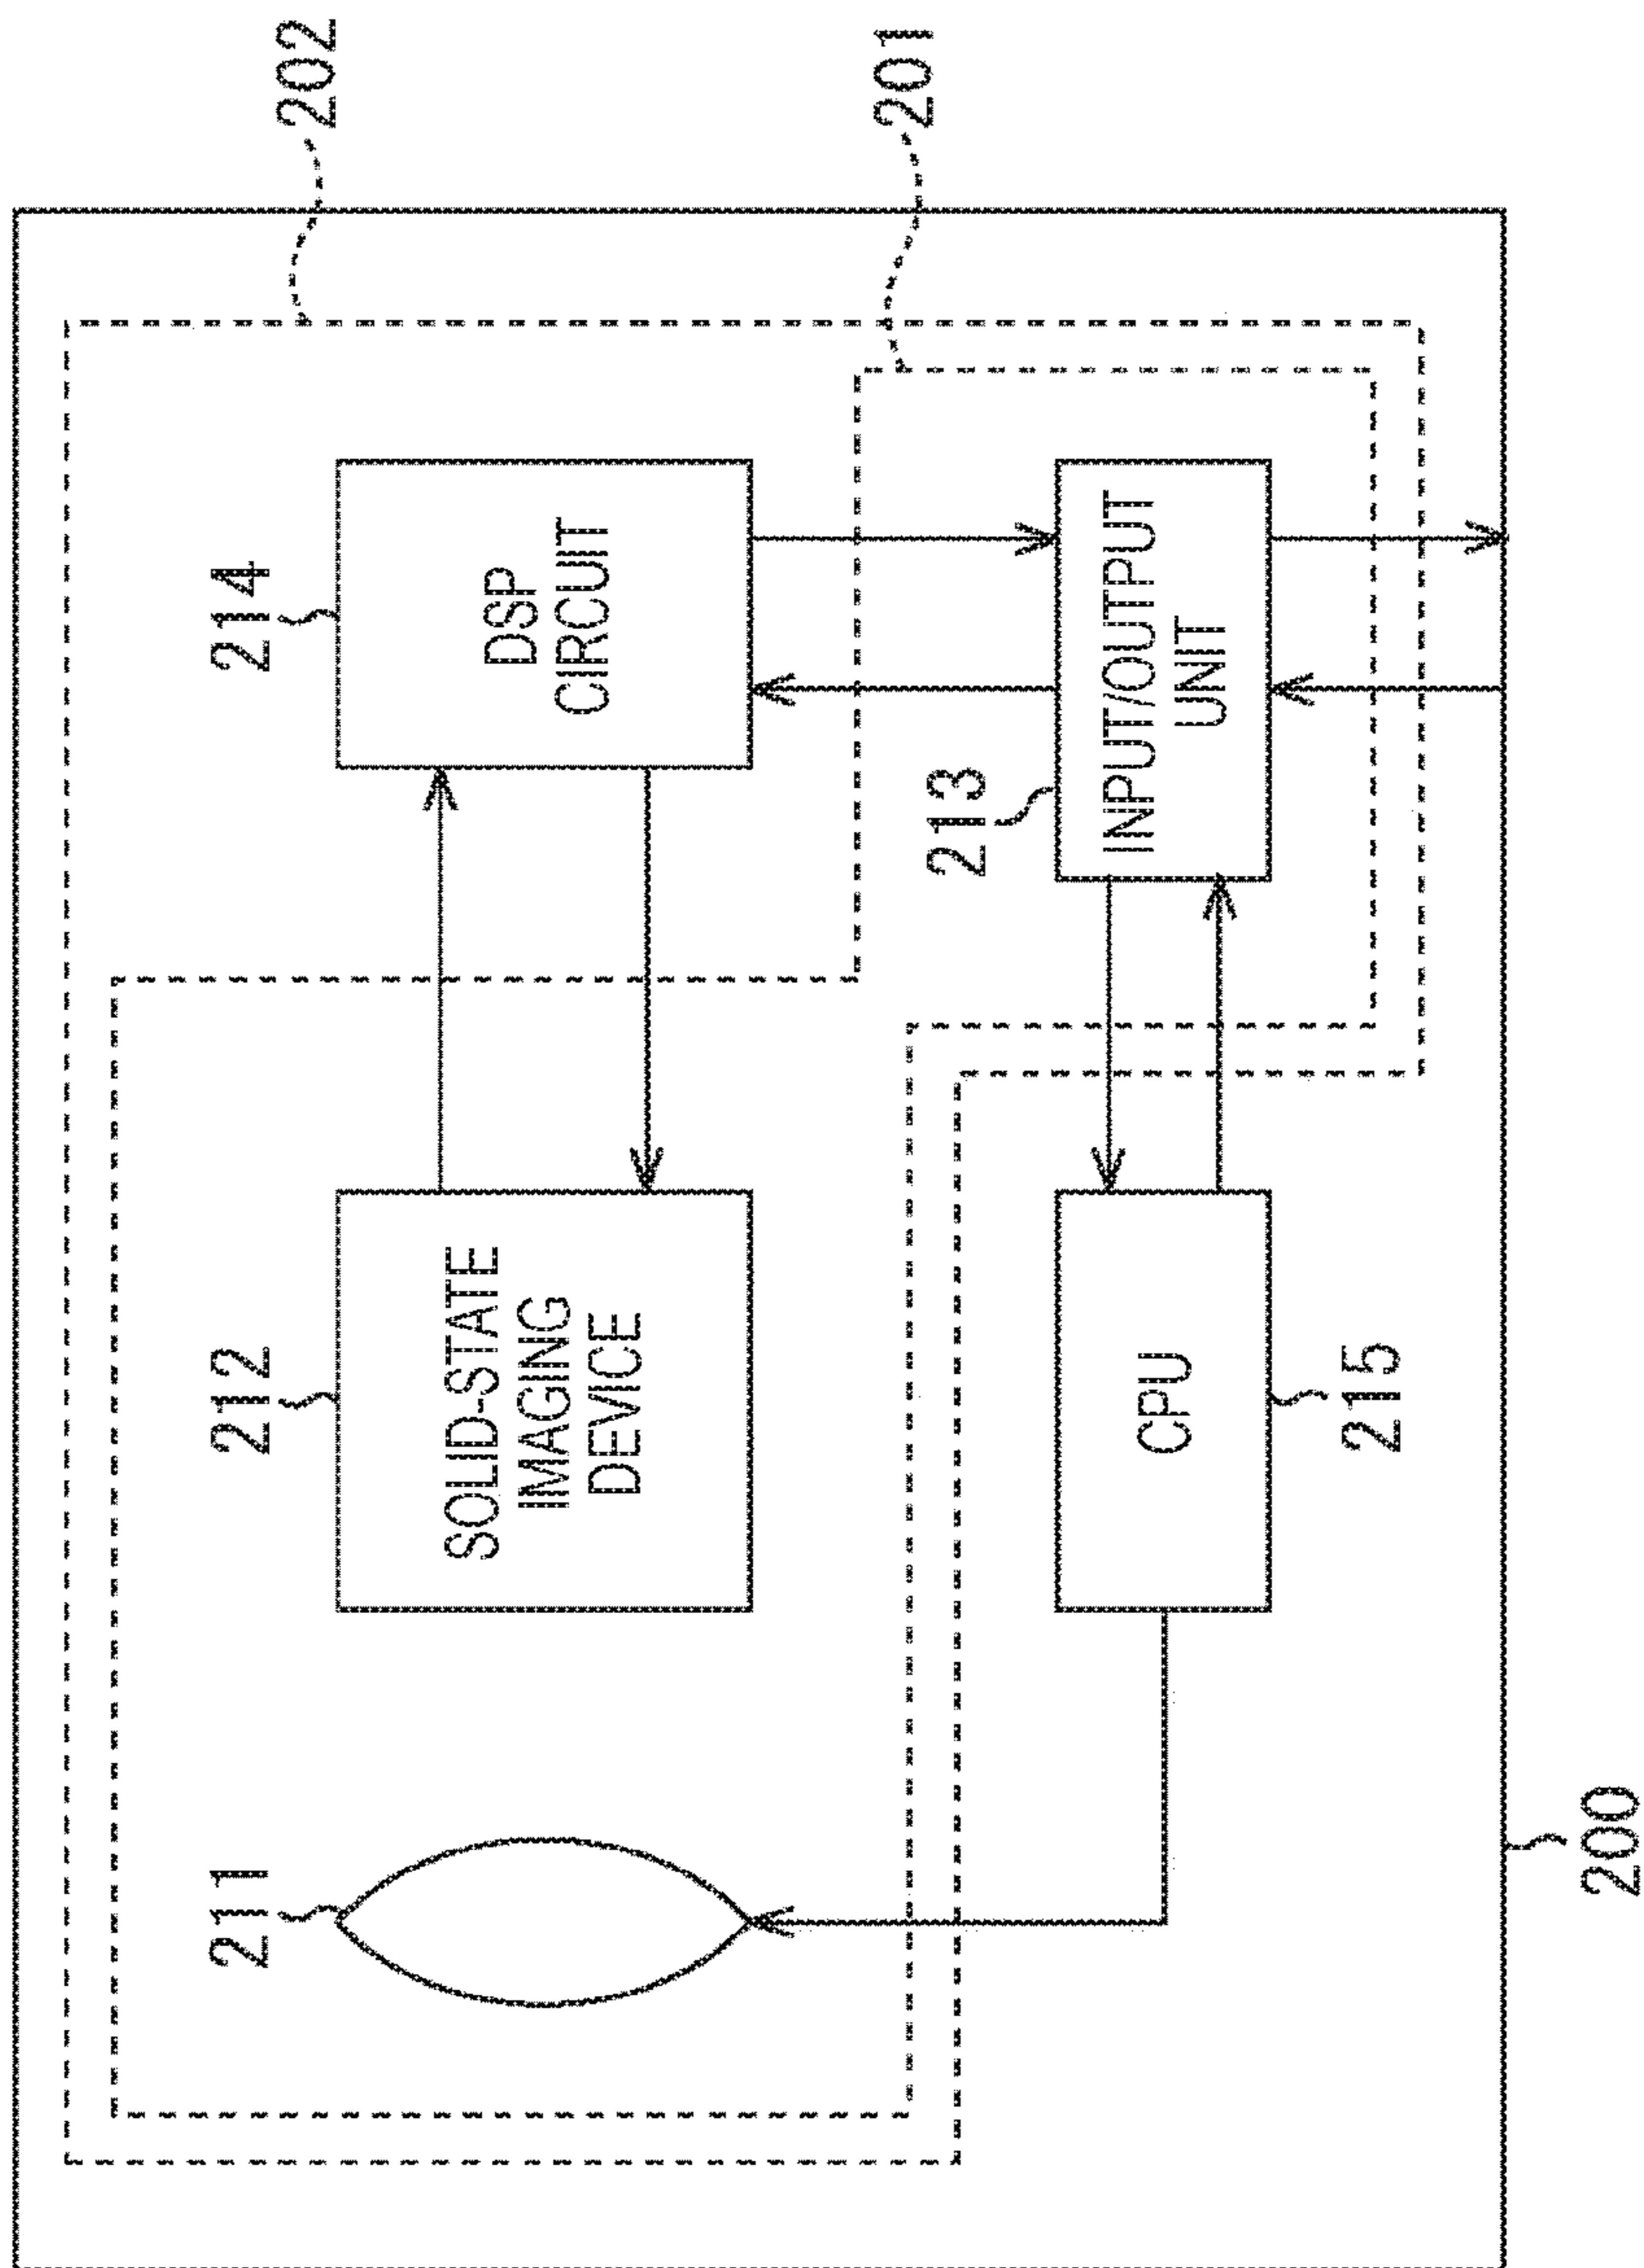 202
201
211
212
214
SOLID-STATE
IMAGING
DEVICE
DSP
CIRCUIT
213
CPU
INPUT/OUTPUT
UNIT
215
200